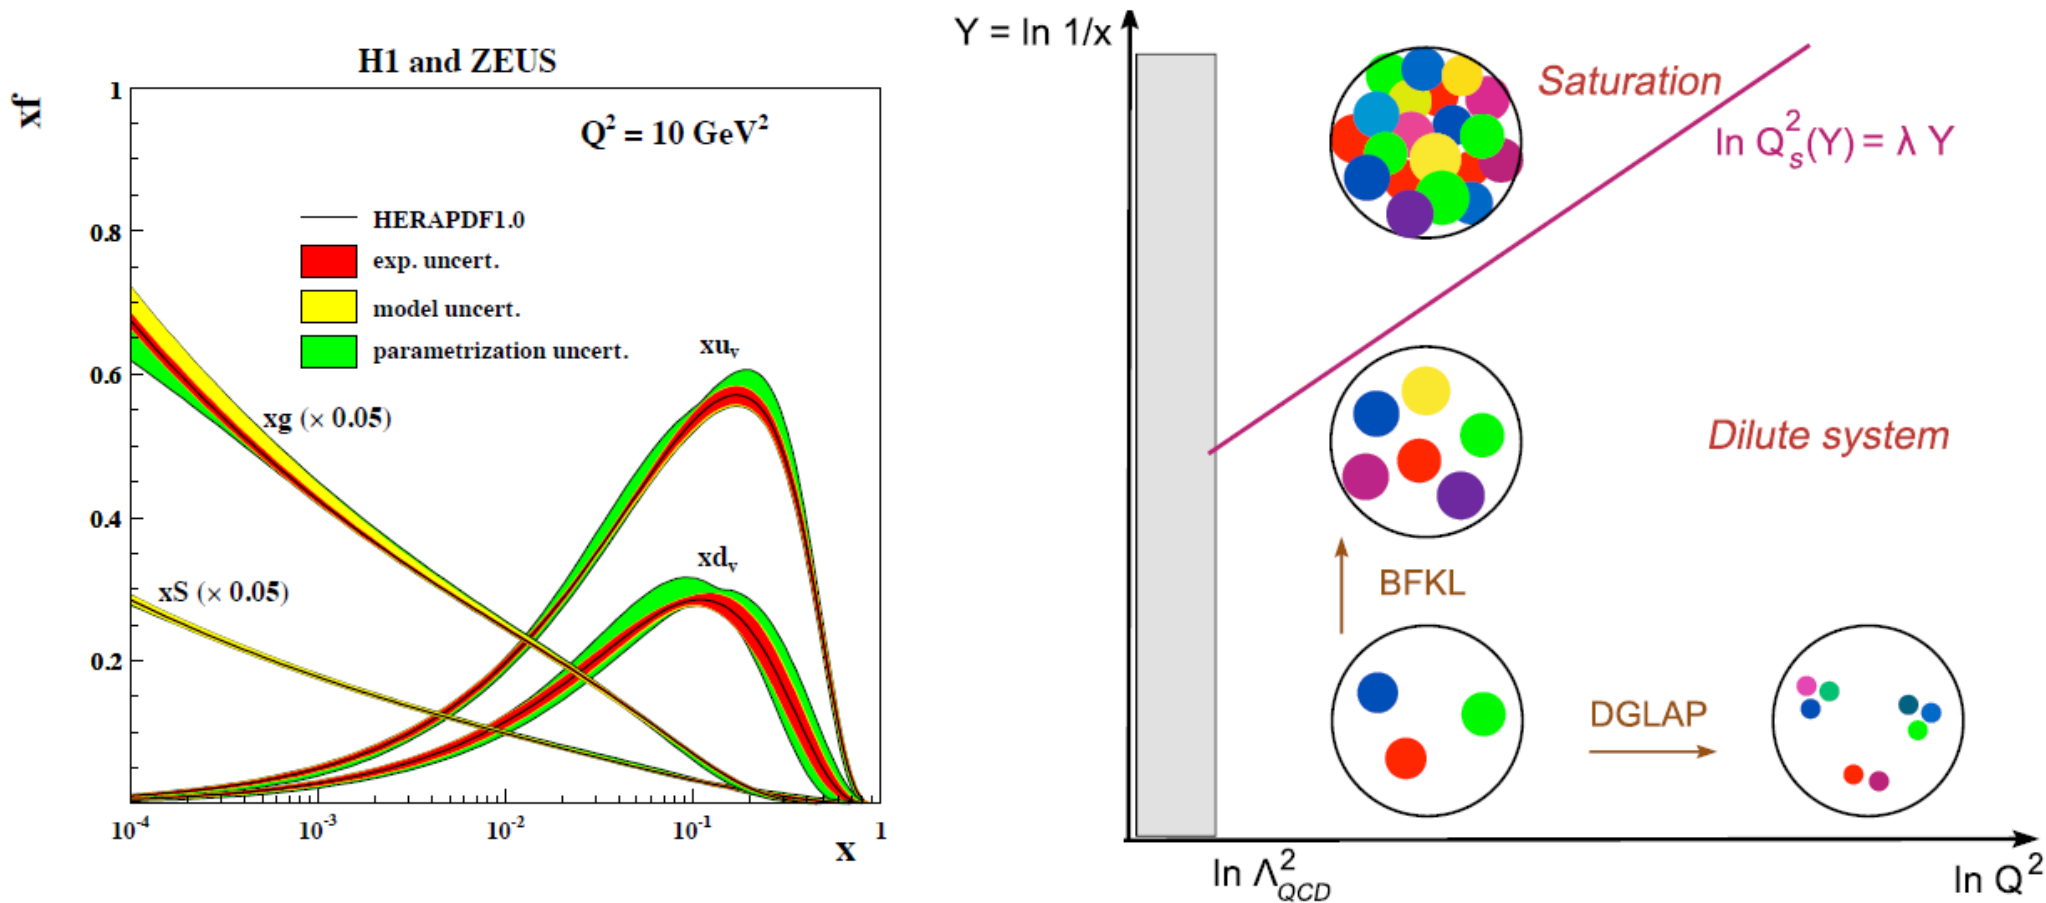 H1 and ZEUS
xf
Q² = 10 GeV²
HERAPDF1.0
exp. uncert.
model uncert.
parametrization uncert.
xu_v
xg (× 0.05)
xd_v
xS (× 0.05)
1
0.8
0.6
0.4
0.2
10⁻⁴ 10⁻³ 10⁻² 10⁻¹ 1
x
Y = ln 1/x
Saturation
ln Q_s²(Y) = λ Y
Dilute system
BFKL
DGLAP
ln Λ²_QCD
ln Q²